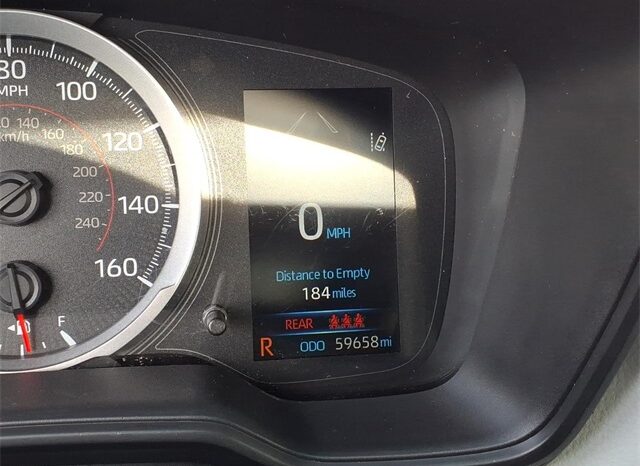 80
MPH
100
120
140
160
140
km/h
160
180
200
220
240
F
0 MPH
Distance to Empty
184 miles
REAR
R ODO 59658 mi